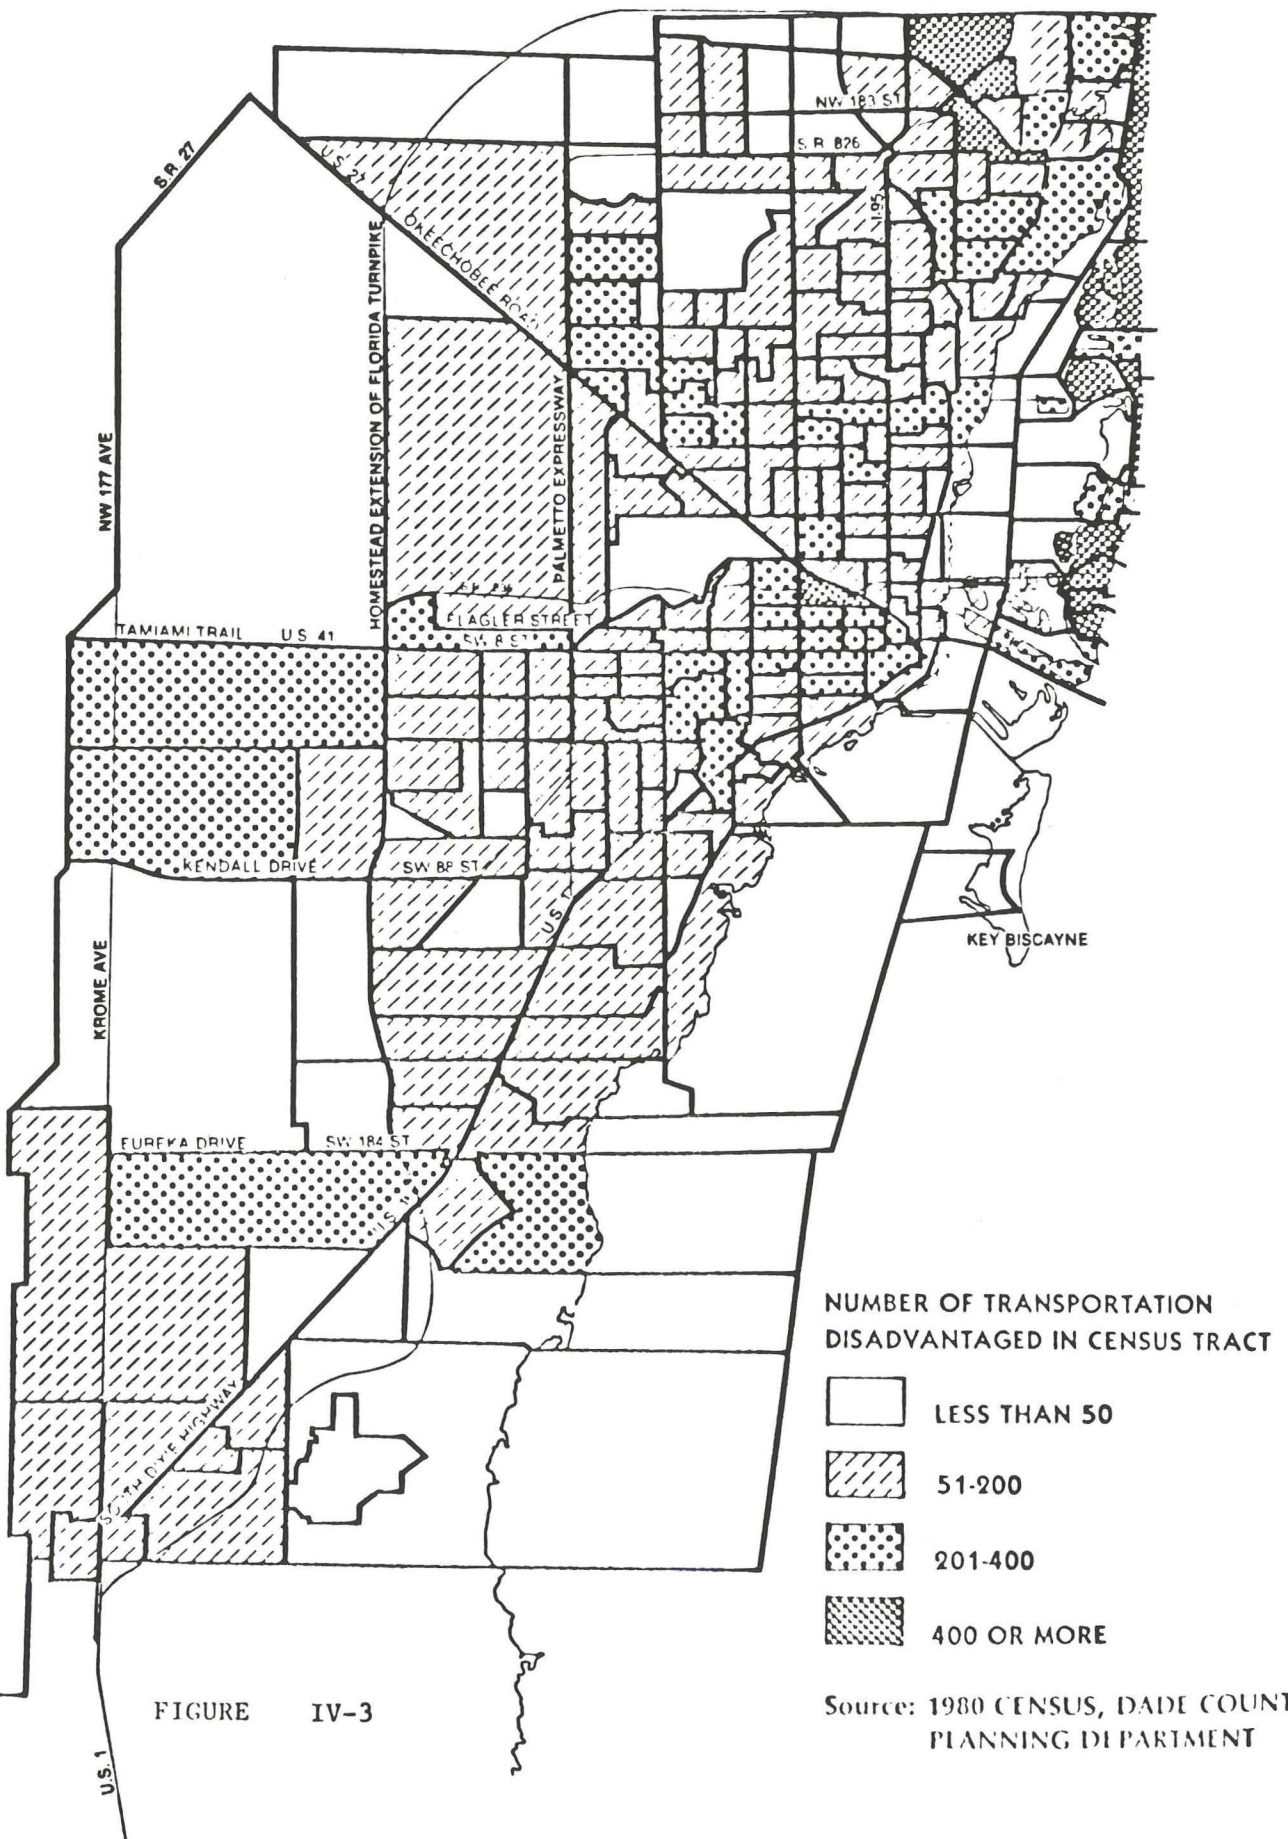 NW 183 ST
S.R. 826
S.R. 27
U.S. 27
I-95
OKEECHOBEE ROAD
HOMESTEAD EXTENSION OF FLORIDA TURNPIKE
PALMETTO EXPRESSWAY
NW 177 AVE
FLAGLER STREET
TAMIAMI TRAIL U.S. 41
SW 8 ST
KENDALL DRIVE
SW 88 ST
U.S. 1
KEY BISCAYNE
KROME AVE
EUREKA DRIVE
SW 184 ST
U.S. 1
SOUTH DIXIE HIGHWAY
NUMBER OF TRANSPORTATION
DISADVANTAGED IN CENSUS TRACT
LESS THAN 50
51-200
201-400
400 OR MORE
FIGURE IV-3
Source: 1980 CENSUS, DADE COUNT
PLANNING DEPARTMENT
U.S. 1